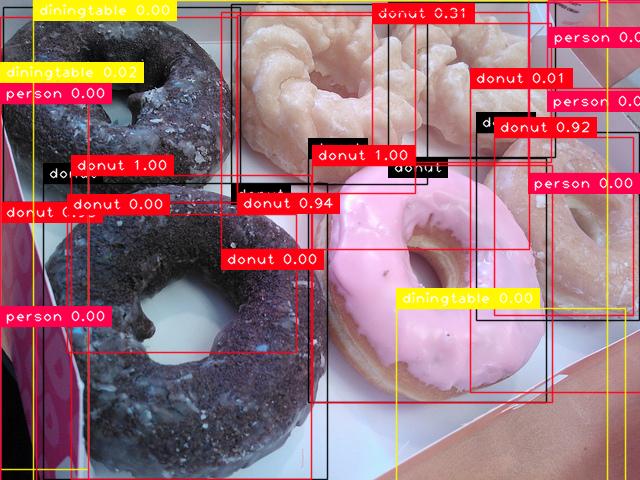 diningtable 0.00
donut 0.31
person 0.0
diningtable 0.02
donut 0.01
person 0.00
person 0.0
donut 0.92
donut 1.00
donut 1.00
person 0.00
donut 0.00
donut 0.94
donut
donut 0.00
diningtable 0.00
person 0.00